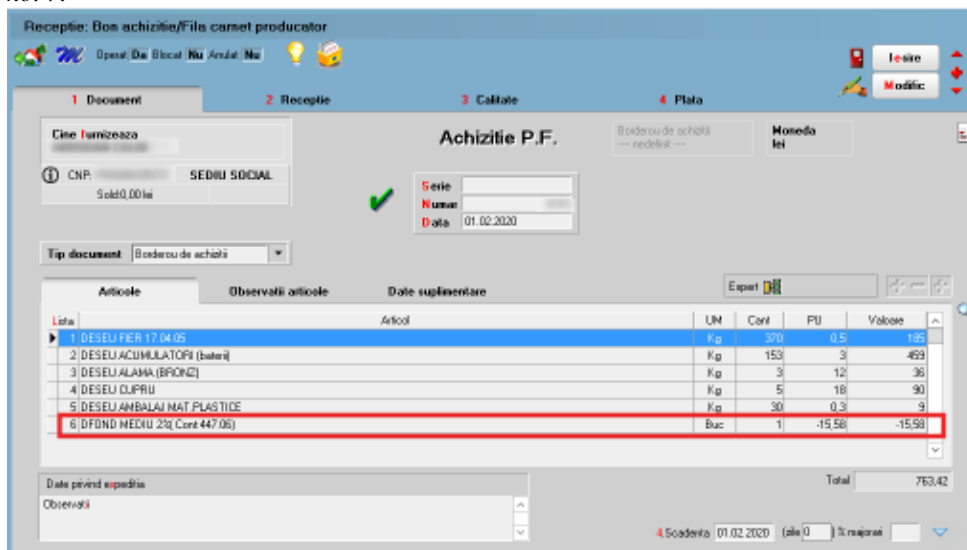 Receptie: Bon achizitie/Fila carnet producator
Operat Da Blocat Nu Anulat Nu
Iesire
Modific
1 Document 2 Receptie 3 Calitate 4 Plata
Cine furnizeaza
Achizitie P.F.
Borderou de achizitii
--- nedefinit ---
Moneda
lei
CNP: SEDIU SOCIAL
Sold:0,00 lei
Serie
Numar
Data 01.02.2020
Tip document Borderou de achizitii
Articole Observatii articole Date suplimentare
Export
Lista Articol UM Cant PU Valoare
1 DESEU FIER 17.04.05 Kg 370 0,5 185
2 DESEU ACUMULATORI (baterii) Kg 153 3 459
3 DESEU ALAMA (BRONZ) Kg 3 12 36
4 DESEU CUPRU Kg 5 18 90
5 DESEU AMBALAJ MAT.PLASTICE Kg 30 0,3 9
6 DFOND MEDIU 2%( Cont 447.06) Buc 1 -15,58 -15,58
Date privind expeditia
Total 763,42
Observatii
4.Scadenta 01.02.2020 (zile 0 ) % majorari